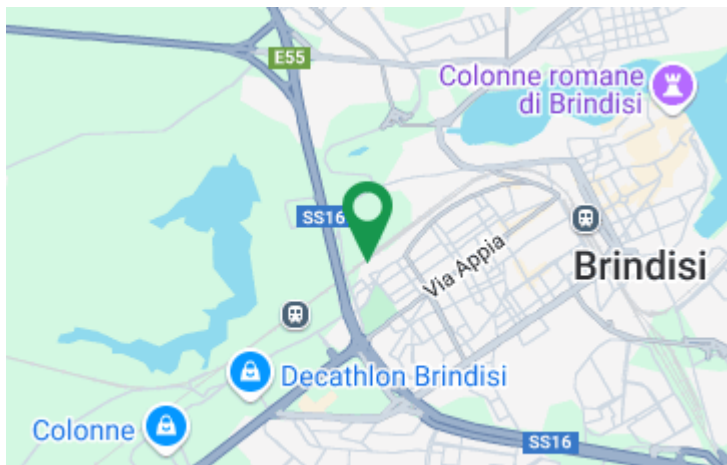 E55
Colonne romane
di Brindisi
SS16
Via Appia
Brindisi
Decathlon Brindisi
Colonne
SS16